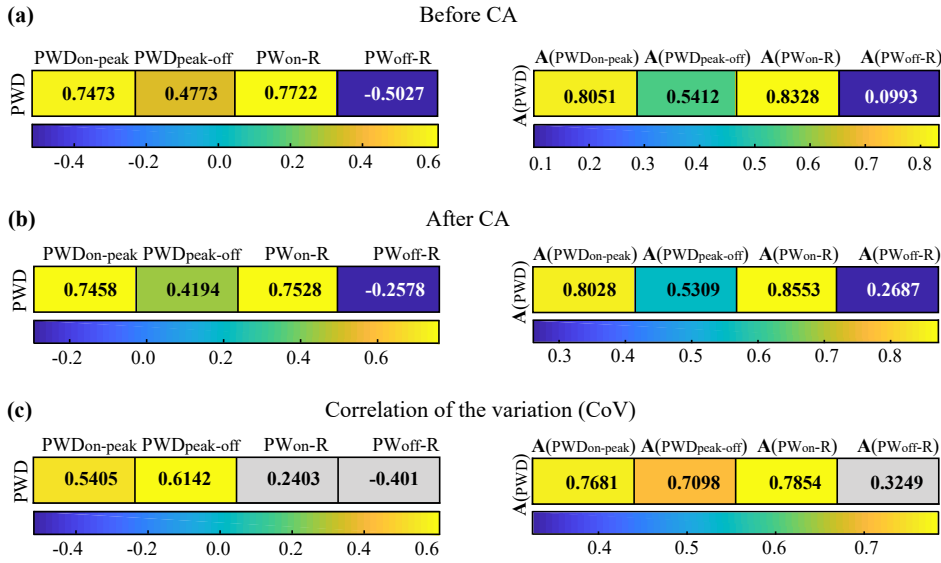 (a) Before CA
PWDon-peak PWDpeak-off PWon-R PWoff-R
PWD 0.7473 0.4773 0.7722 -0.5027
-0.4 -0.2 0.0 0.2 0.4 0.6
A(PWDon-peak) A(PWDpeak-off) A(PWon-R) A(PWoff-R)
A(PWD) 0.8051 0.5412 0.8328 0.0993
0.1 0.2 0.3 0.4 0.5 0.6 0.7 0.8
(b) After CA
PWDon-peak PWDpeak-off PWon-R PWoff-R
PWD 0.7458 0.4194 0.7528 -0.2578
-0.2 0.0 0.2 0.4 0.6
A(PWDon-peak) A(PWDpeak-off) A(PWon-R) A(PWoff-R)
A(PWD) 0.8028 0.5309 0.8553 0.2687
0.3 0.4 0.5 0.6 0.7 0.8
(c) Correlation of the variation (CoV)
PWDon-peak PWDpeak-off PWon-R PWoff-R
PWD 0.5405 0.6142 0.2403 -0.401
-0.4 -0.2 0.0 0.2 0.4 0.6
A(PWDon-peak) A(PWDpeak-off) A(PWon-R) A(PWoff-R)
A(PWD) 0.7681 0.7098 0.7854 0.3249
0.4 0.5 0.6 0.7